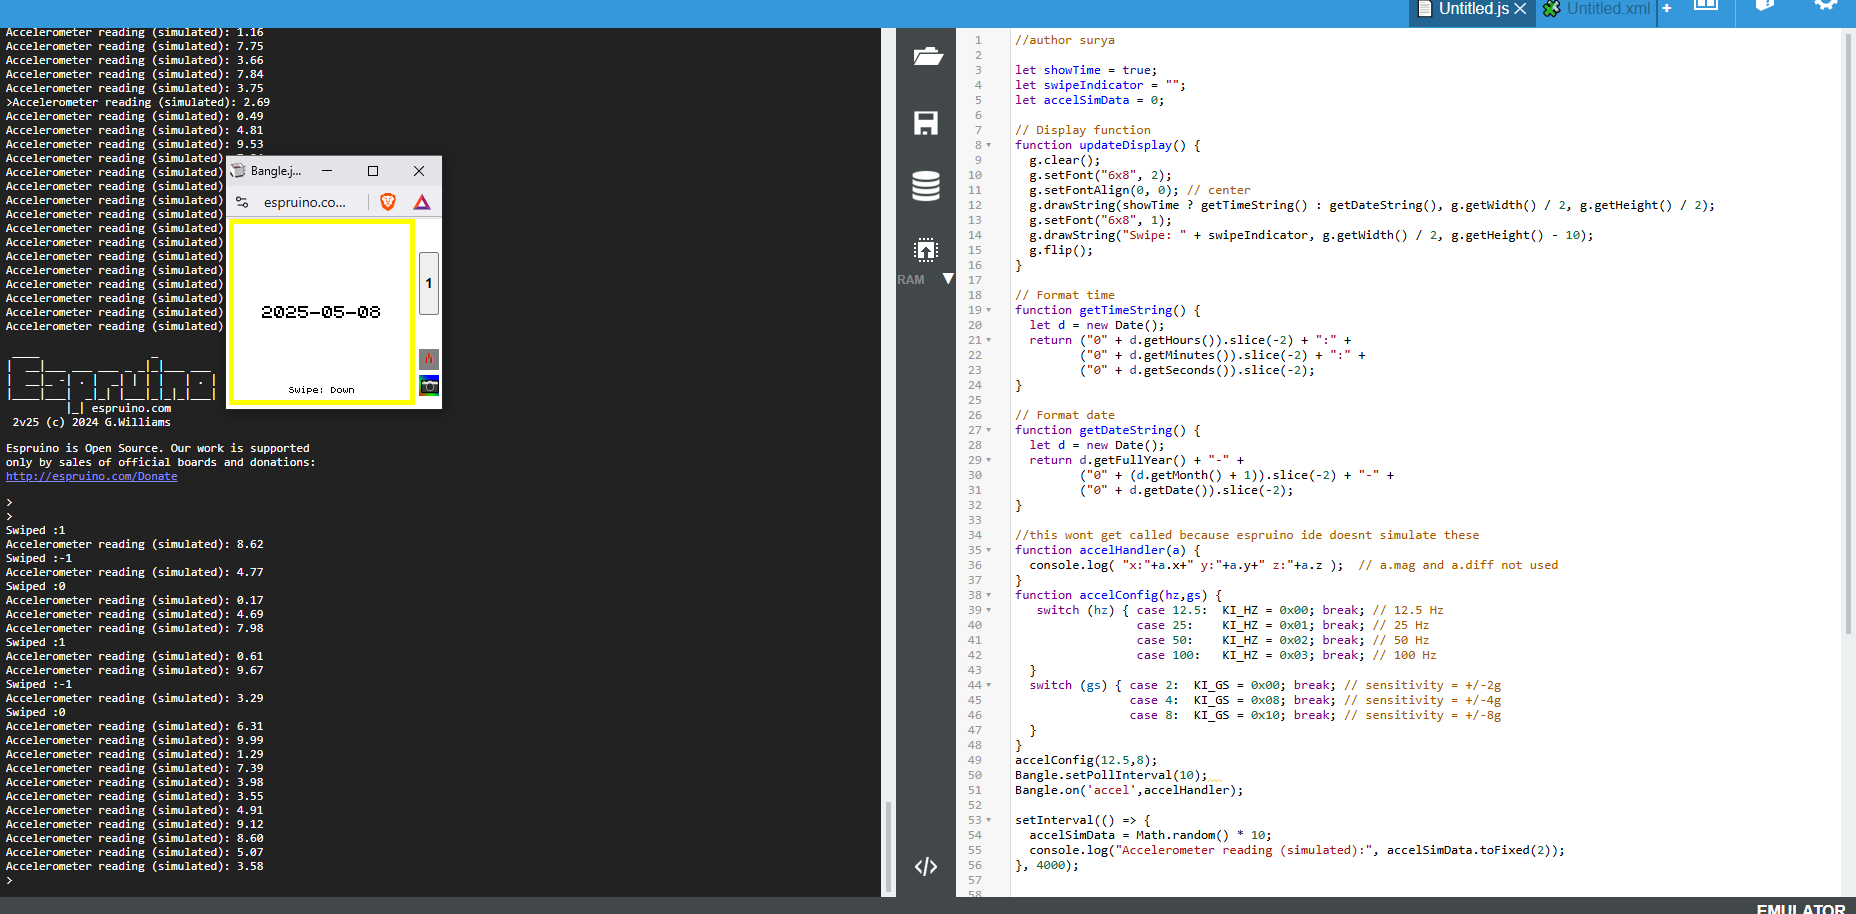 Untitled.js
Untitled.xml
+
Accelerometer reading (simulated): 1.16
Accelerometer reading (simulated): 7.75
Accelerometer reading (simulated): 3.66
Accelerometer reading (simulated): 7.84
Accelerometer reading (simulated): 3.75
>Accelerometer reading (simulated): 2.69
Accelerometer reading (simulated): 0.49
Accelerometer reading (simulated): 4.81
Accelerometer reading (simulated): 9.53
Accelerometer reading (simulated)
Accelerometer reading (simulated)
Accelerometer reading (simulated)
Accelerometer reading (simulated)
Accelerometer reading (simulated)
Accelerometer reading (simulated)
Accelerometer reading (simulated)
Accelerometer reading (simulated)
Accelerometer reading (simulated)
Accelerometer reading (simulated)
Accelerometer reading (simulated)
Accelerometer reading (simulated)
Accelerometer reading (simulated)
Espruino
espruino.com
2v25 (c) 2024 G.Williams
Espruino is Open Source. Our work is supported
only by sales of official boards and donations:
http://espruino.com/Donate
>
>
Swiped :1
Accelerometer reading (simulated): 8.62
Swiped :-1
Accelerometer reading (simulated): 4.77
Swiped :0
Accelerometer reading (simulated): 0.17
Accelerometer reading (simulated): 4.69
Accelerometer reading (simulated): 7.98
Swiped :1
Accelerometer reading (simulated): 0.61
Accelerometer reading (simulated): 9.67
Swiped :-1
Accelerometer reading (simulated): 3.29
Swiped :0
Accelerometer reading (simulated): 6.31
Accelerometer reading (simulated): 9.99
Accelerometer reading (simulated): 1.29
Accelerometer reading (simulated): 7.39
Accelerometer reading (simulated): 3.98
Accelerometer reading (simulated): 3.55
Accelerometer reading (simulated): 4.91
Accelerometer reading (simulated): 9.12
Accelerometer reading (simulated): 8.60
Accelerometer reading (simulated): 5.07
Accelerometer reading (simulated): 3.58
>
Bangle.j...
espruino.co...
2025-05-08
Swipe: Down
1
RAM
1 //author surya
2
3 let showTime = true;
4 let swipeIndicator = "";
5 let accelSimData = 0;
6
7 // Display function
8 function updateDisplay() {
9 g.clear();
10 g.setFont("6x8", 2);
11 g.setFontAlign(0, 0); // center
12 g.drawString(showTime ? getTimeString() : getDateString(), g.getWidth() / 2, g.getHeight() / 2);
13 g.setFont("6x8", 1);
14 g.drawString("Swipe: " + swipeIndicator, g.getWidth() / 2, g.getHeight() - 10);
15 g.flip();
16 }
17
18 // Format time
19 function getTimeString() {
20 let d = new Date();
21 return ("0" + d.getHours()).slice(-2) + ":" +
22 ("0" + d.getMinutes()).slice(-2) + ":" +
23 ("0" + d.getSeconds()).slice(-2);
24 }
25
26 // Format date
27 function getDateString() {
28 let d = new Date();
29 return d.getFullYear() + "-" +
30 ("0" + (d.getMonth() + 1)).slice(-2) + "-" +
31 ("0" + d.getDate()).slice(-2);
32 }
33
34 //this wont get called because espruino ide doesnt simulate these
35 function accelHandler(a) {
36 console.log( "x:"+a.x+" y:"+a.y+" z:"+a.z ); // a.mag and a.diff not used
37 }
38 function accelConfig(hz,gs) {
39 switch (hz) { case 12.5: KI_HZ = 0x00; break; // 12.5 Hz
40 case 25: KI_HZ = 0x01; break; // 25 Hz
41 case 50: KI_HZ = 0x02; break; // 50 Hz
42 case 100: KI_HZ = 0x03; break; // 100 Hz
43 }
44 switch (gs) { case 2: KI_GS = 0x00; break; // sensitivity = +/-2g
45 case 4: KI_GS = 0x08; break; // sensitivity = +/-4g
46 case 8: KI_GS = 0x10; break; // sensitivity = +/-8g
47 }
48 }
49 accelConfig(12.5,8);
50 Bangle.setPollInterval(10);
51 Bangle.on('accel',accelHandler);
52
53 setInterval(() => {
54 accelSimData = Math.random() * 10;
55 console.log("Accelerometer reading (simulated):", accelSimData.toFixed(2));
56 }, 4000);
57
58
EMULATOR